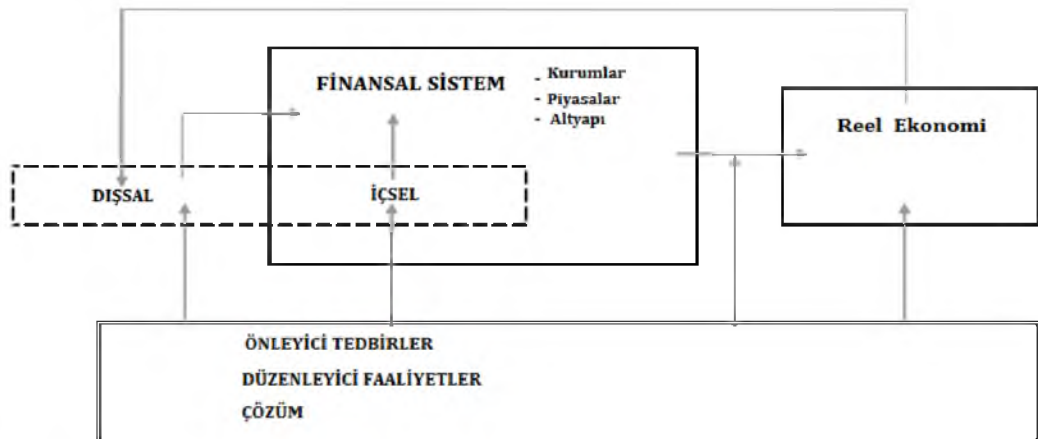 FİNANSAL SİSTEM
- Kurumlar
- Piyasalar
- Altyapı
Reel Ekonomi
DIŞSAL
İÇSEL
ÖNLEYİCİ TEDBİRLER
DÜZENLEYİCİ FAALİYETLER
ÇÖZÜM